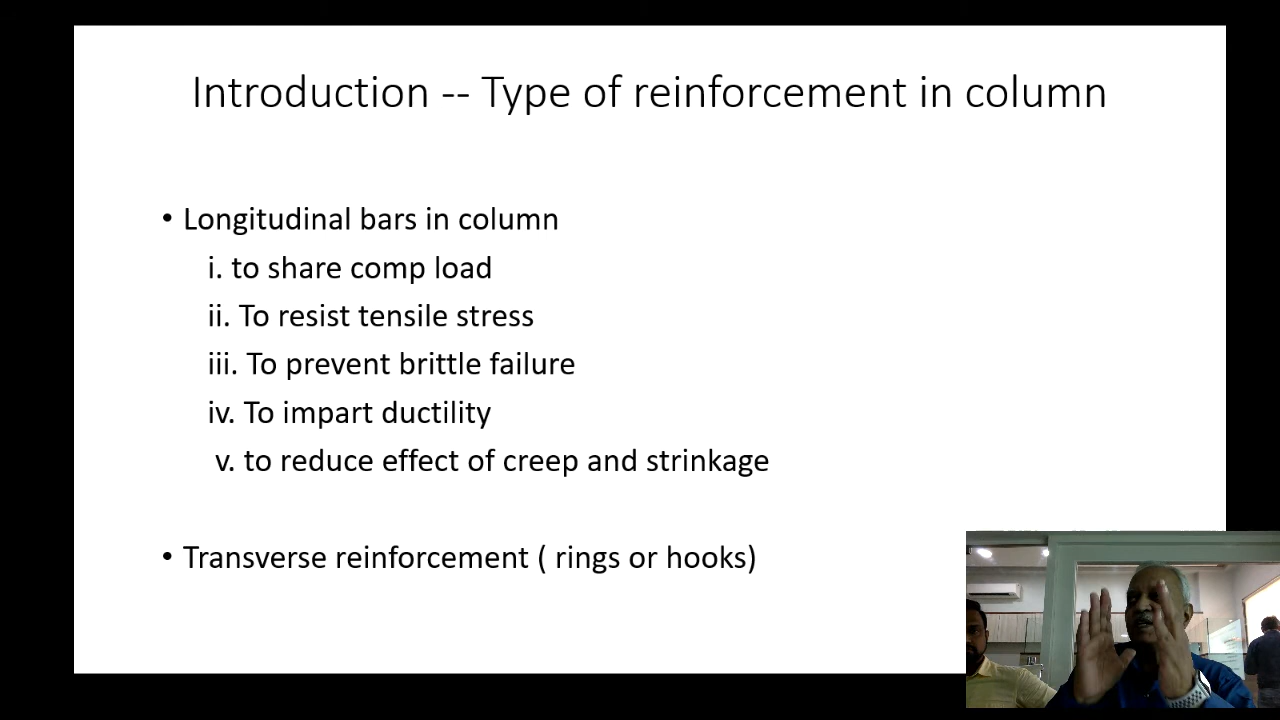 Introduction -- Type of reinforcement in column
• Longitudinal bars in column
i. to share comp load
ii. To resist tensile stress
iii. To prevent brittle failure
iv. To impart ductility
v. to reduce effect of creep and strinkage
• Transverse reinforcement ( rings or hooks)